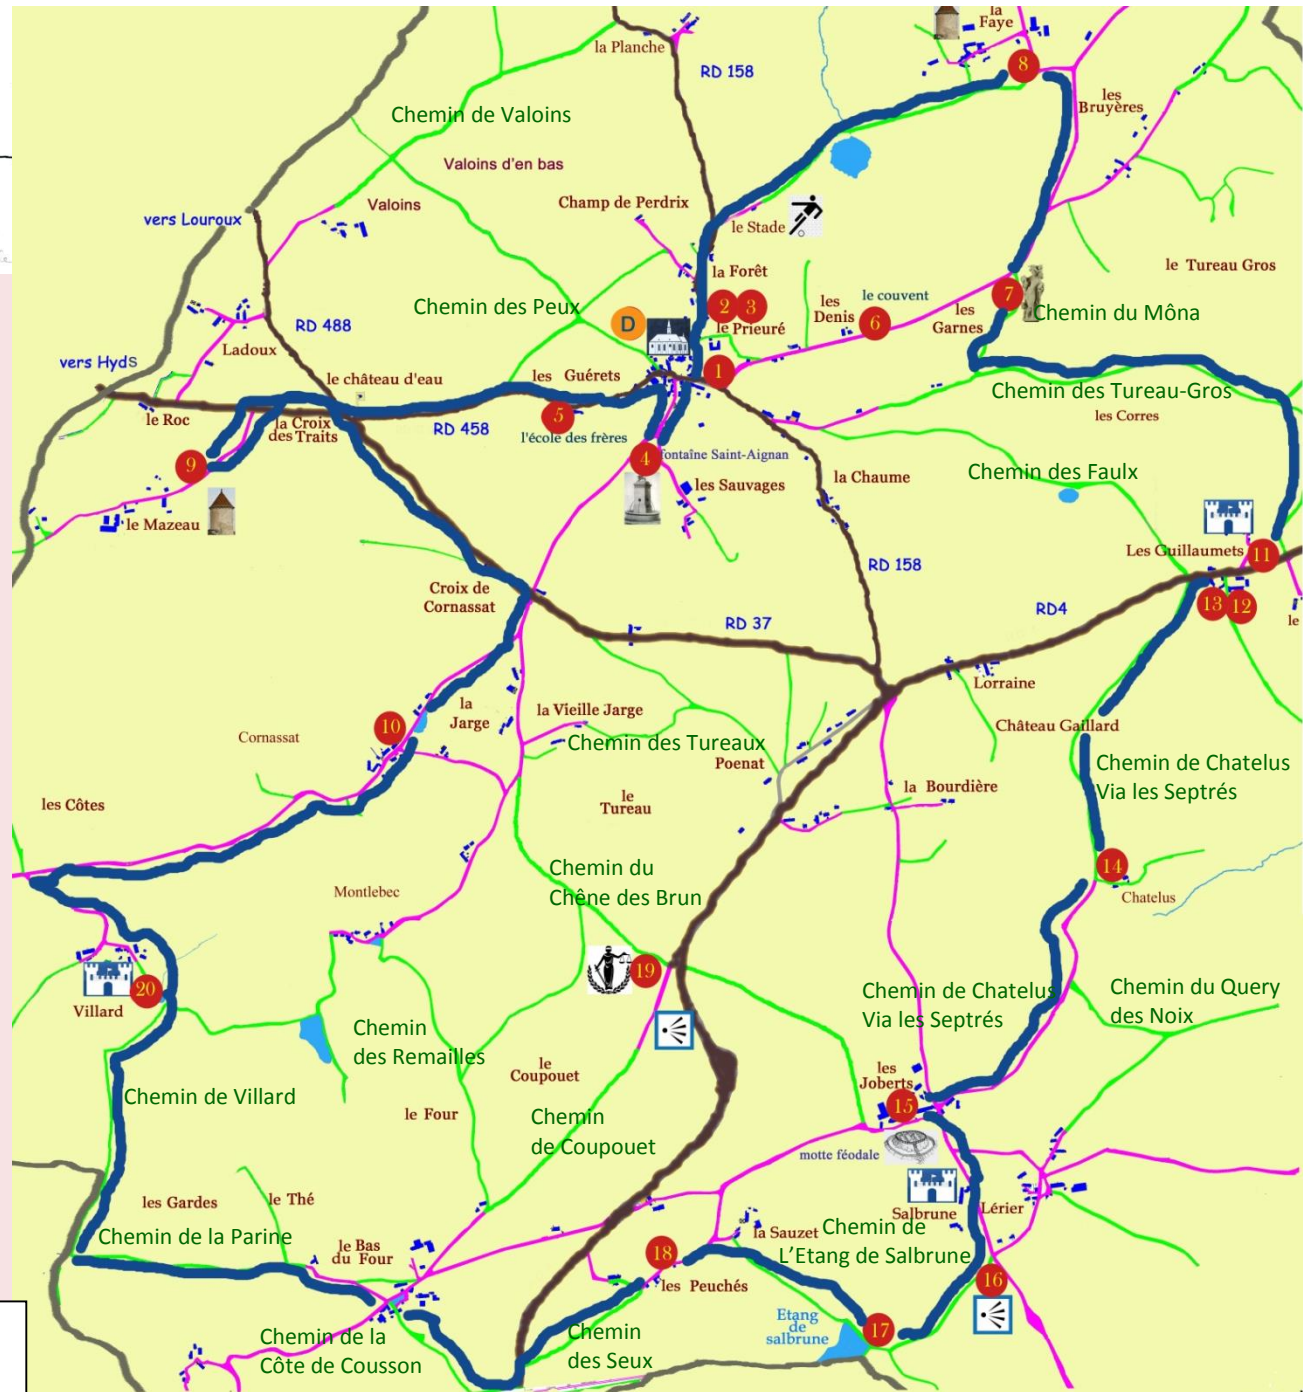 la
Faye
la Planche
RD 158
8
les
Bruyères
Chemin de Valoins
Valoins d'en bas
Champ de Perdrix
Valoins
vers Louroux
le Stade
la Forêt
le Tureau Gros
2
3
le Prieuré
les
Denis
le couvent
6
les
Garnes
7
Chemin du Môna
Chemin des Peux
D
RD 488
Ladoux
vers Hyds
le château d'eau
les Guérets
1
Chemin des Tureau-Gros
les Corres
le Roc
la Croix
des Traits
RD 458
5
l'école des frères
4
fontaîne Saint-Aignan
9
le Mazeau
les Sauvages
la Chaume
Chemin des Faulx
Les Guillaumets
11
RD 158
13
12
le
RD4
Croix de
Cornassat
RD 37
Lorraine
Château Gaillard
la
Jarge
la Vieille Jarge
10
Cornassat
Chemin des Tureaux
Poenat
Chemin de Chatelus
Via les Septrés
la Bourdière
le
Tureau
les Côtes
14
Chatelus
Chemin du
Chêne des Brun
Montlebec
19
20
Villard
Chemin de Chatelus
Via les Septrés
Chemin du Query
des Noix
Chemin
des Remailles
le
Coupouet
les
Joberts
15
Chemin de Villard
le Four
Chemin
de Coupouet
motte féodale
les Gardes
le Thé
Salbrune
Lérier
Chemin de la Parine
le Bas
du Four
la Sauzet
Chemin de
L'Etang de Salbrune
18
les Peuchés
16
Etang
de
salbrune
17
Chemin de la
Côte de Cousson
Chemin
des Seux